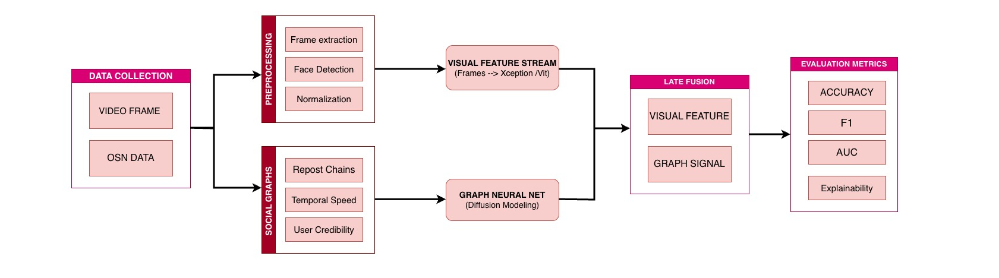 DATA COLLECTION
VIDEO FRAME
OSN DATA
PREPROCESSING
Frame extraction
Face Detection
Normalization
SOCIAL GRAPHS
Repost Chains
Temporal Speed
User Credibility
VISUAL FEATURE STREAM
(Frames --> Xception /Vit)
GRAPH NEURAL NET
(Diffusion Modeling)
LATE FUSION
VISUAL FEATURE
GRAPH SIGNAL
EVALUATION METRICS
ACCURACY
F1
AUC
Explainability